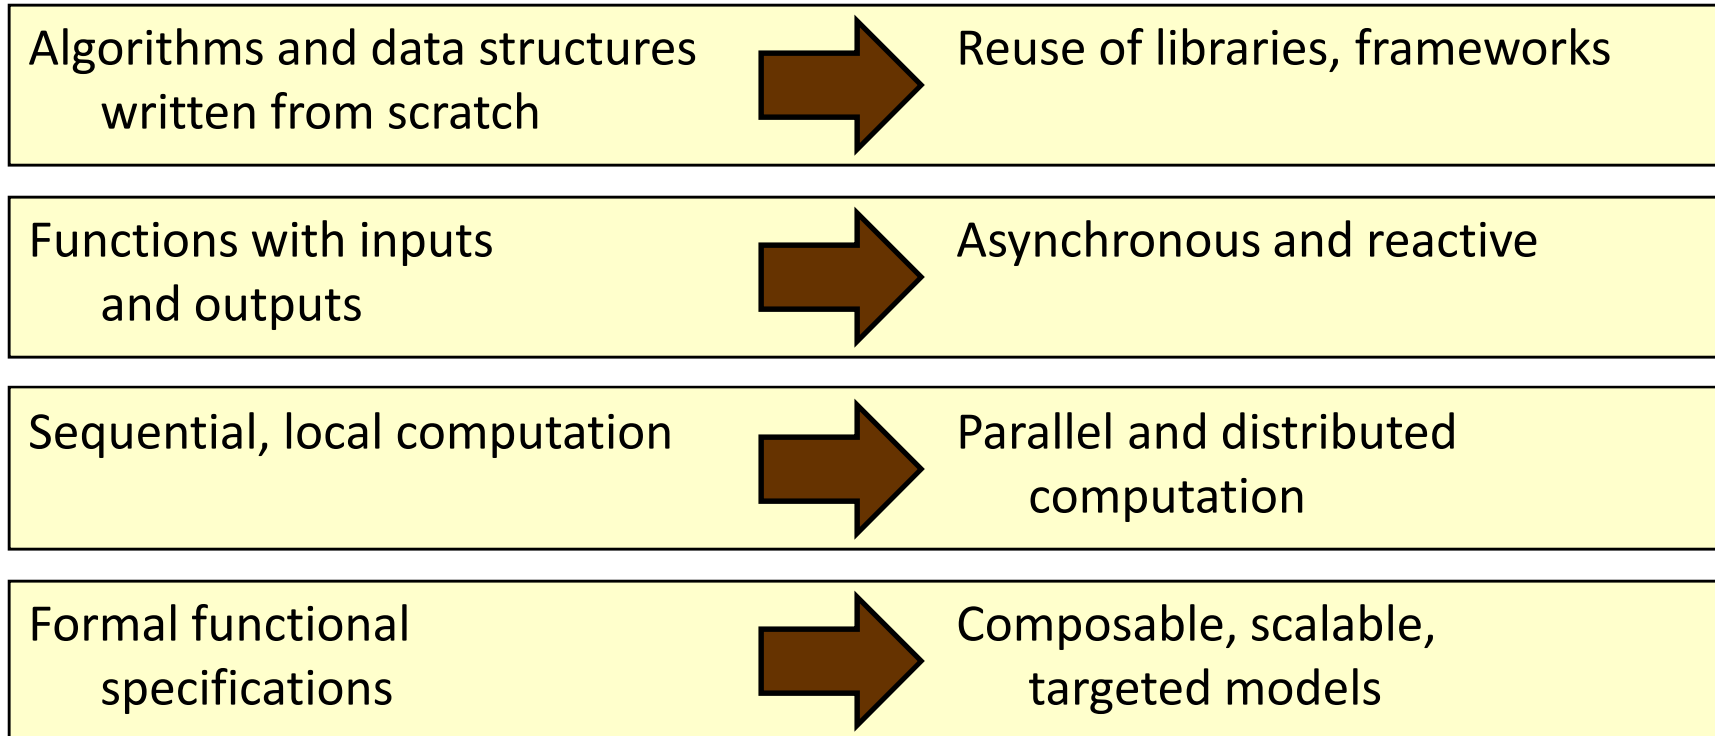 Algorithms and data structures
written from scratch
Reuse of libraries, frameworks
Functions with inputs
and outputs
Asynchronous and reactive
Sequential, local computation
Parallel and distributed
computation
Formal functional
specifications
Composable, scalable,
targeted models